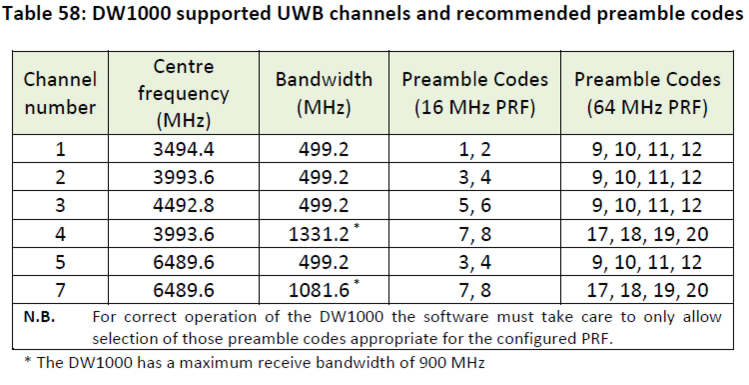 Table 58: DW1000 supported UWB channels and recommended preamble codes
Channel number | Centre frequency (MHz) | Bandwidth (MHz) | Preamble Codes (16 MHz PRF) | Preamble Codes (64 MHz PRF)
1 | 3494.4 | 499.2 | 1, 2 | 9, 10, 11, 12
2 | 3993.6 | 499.2 | 3, 4 | 9, 10, 11, 12
3 | 4492.8 | 499.2 | 5, 6 | 9, 10, 11, 12
4 | 3993.6 | 1331.2 * | 7, 8 | 17, 18, 19, 20
5 | 6489.6 | 499.2 | 3, 4 | 9, 10, 11, 12
7 | 6489.6 | 1081.6 * | 7, 8 | 17, 18, 19, 20
N.B. For correct operation of the DW1000 the software must take care to only allow
selection of those preamble codes appropriate for the configured PRF.
* The DW1000 has a maximum receive bandwidth of 900 MHz